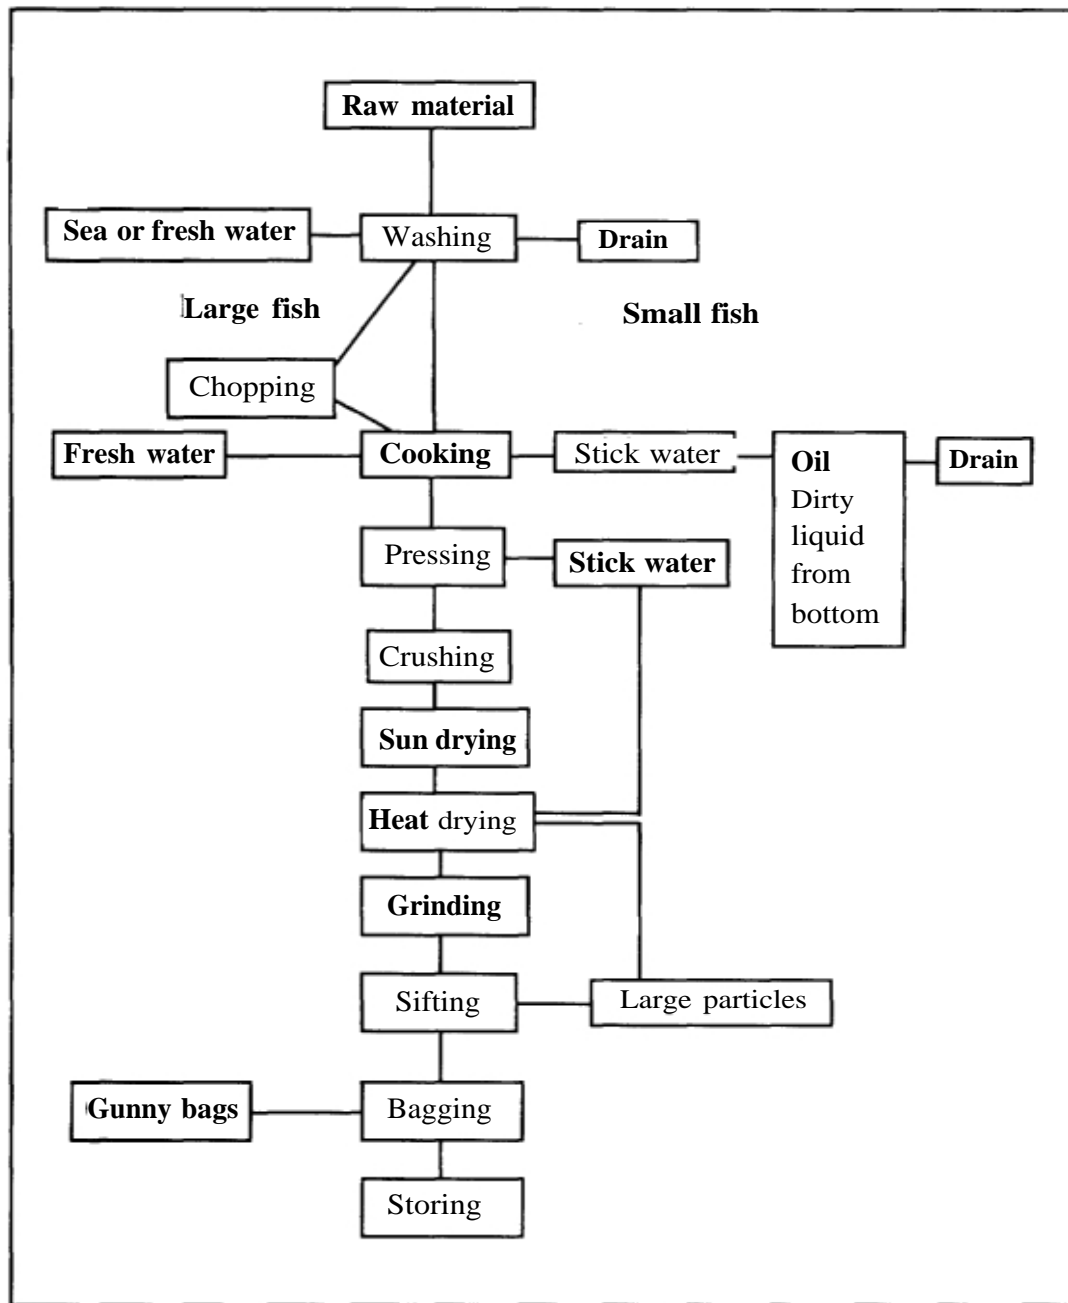 Raw material
Sea or fresh water
Washing
Drain
Large fish
Small fish
Chopping
Fresh water
Cooking
Stick water
Oil
Dirty
liquid
from
bottom
Drain
Pressing
Stick water
Crushing
Sun drying
Heat drying
Grinding
Sifting
Large particles
Gunny bags
Bagging
Storing